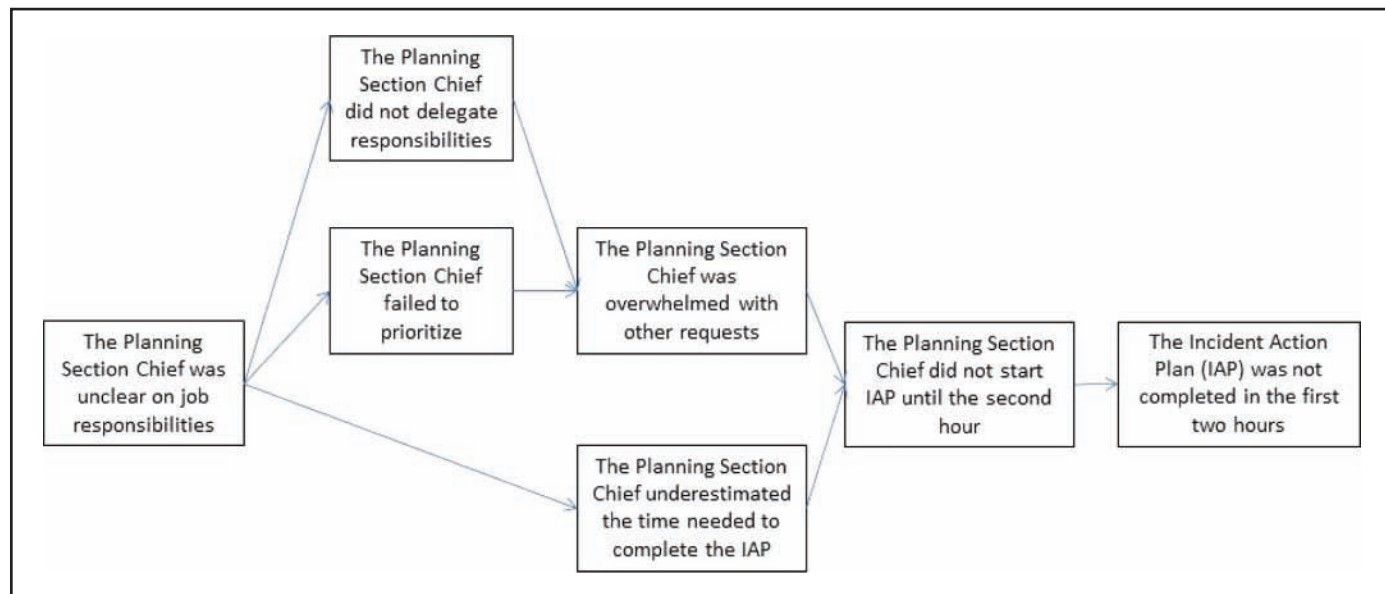 The Planning
Section Chief
did not delegate
responsibilities
The Planning
Section Chief
failed to
prioritize
The Planning Section
Chief was
overwhelmed with
other requests
The Planning
Section Chief was
unclear on job
responsibilities
The Planning Section
Chief did not start
IAP until the second
hour
The Incident Action
Plan (IAP) was not
completed in the first
two hours
The Planning Section
Chief underestimated
the time needed to
complete the IAP